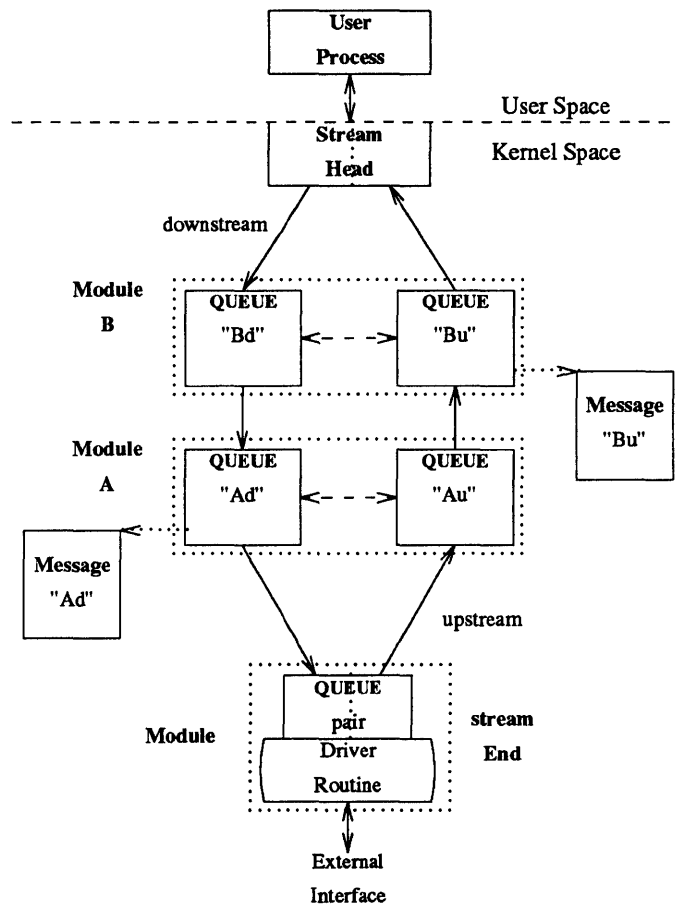 User
Process
User Space
Stream
Head
Kernel Space
downstream
Module
B
QUEUE
"Bd"
QUEUE
"Bu"
Message
"Bu"
Module
A
QUEUE
"Ad"
QUEUE
"Au"
Message
"Ad"
upstream
Module
QUEUE
pair
Driver
Routine
stream
End
External
Interface